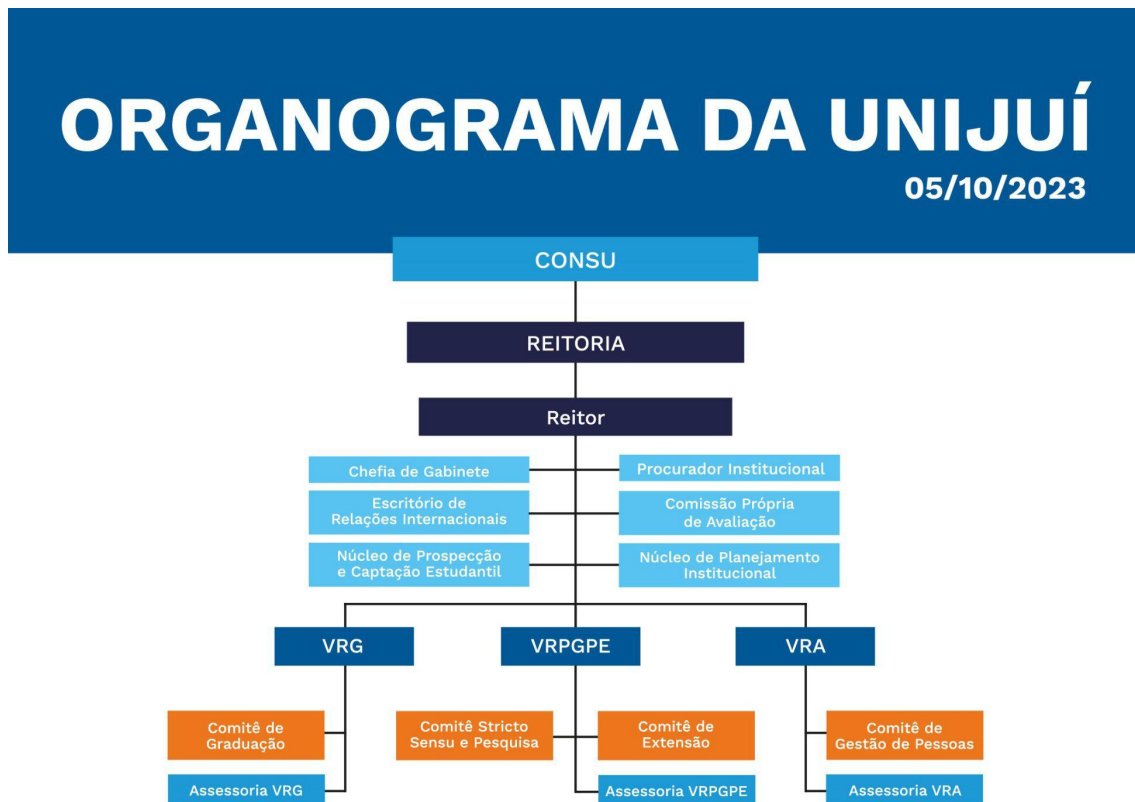 ORGANOGRAMA DA UNIJUÍ
05/10/2023
CONSU
REITORIA
Reitor
Chefia de Gabinete
Procurador Institucional
Escritório de
Relações Internacionais
Comissão Própria
de Avaliação
Núcleo de Prospecção
e Captação Estudantil
Núcleo de Planejamento
Institucional
VRG
VRPGPE
VRA
Comitê de
Graduação
Comitê Stricto
Sensu e Pesquisa
Comitê de
Extensão
Comitê de
Gestão de Pessoas
Assessoria VRG
Assessoria VRPGPE
Assessoria VRA